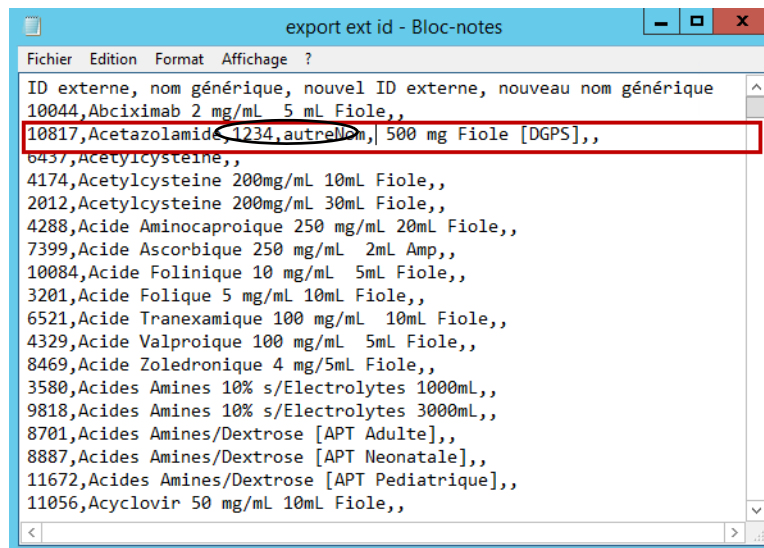 export ext id - Bloc-notes
Fichier Edition Format Affichage ?
ID externe, nom générique, nouvel ID externe, nouveau nom générique
10044,Abciximab 2 mg/mL  5 mL Fiole,,
10817,Acetazolamide,1234,autreNom, 500 mg Fiole [DGPS],,
6437,Acetylcysteine,,
4174,Acetylcysteine 200mg/mL 10mL Fiole,,
2012,Acetylcysteine 200mg/mL 30mL Fiole,,
4288,Acide Aminocaproique 250 mg/mL 20mL Fiole,,
7399,Acide Ascorbique 250 mg/mL  2mL Amp,,
10084,Acide Folinique 10 mg/mL  5mL Fiole,,
3201,Acide Folique 5 mg/mL 10mL Fiole,,
6521,Acide Tranexamique 100 mg/mL  10mL Fiole,,
4329,Acide Valproique 100 mg/mL  5mL Fiole,,
8469,Acide Zoledronique 4 mg/5mL Fiole,,
3580,Acides Amines 10% s/Electrolytes 1000mL,,
9818,Acides Amines 10% s/Electrolytes 3000mL,,
8701,Acides Amines/Dextrose [APT Adulte],,
8887,Acides Amines/Dextrose [APT Neonatale],,
11672,Acides Amines/Dextrose [APT Pediatrique],,
11056,Acyclovir 50 mg/mL 10mL Fiole,,